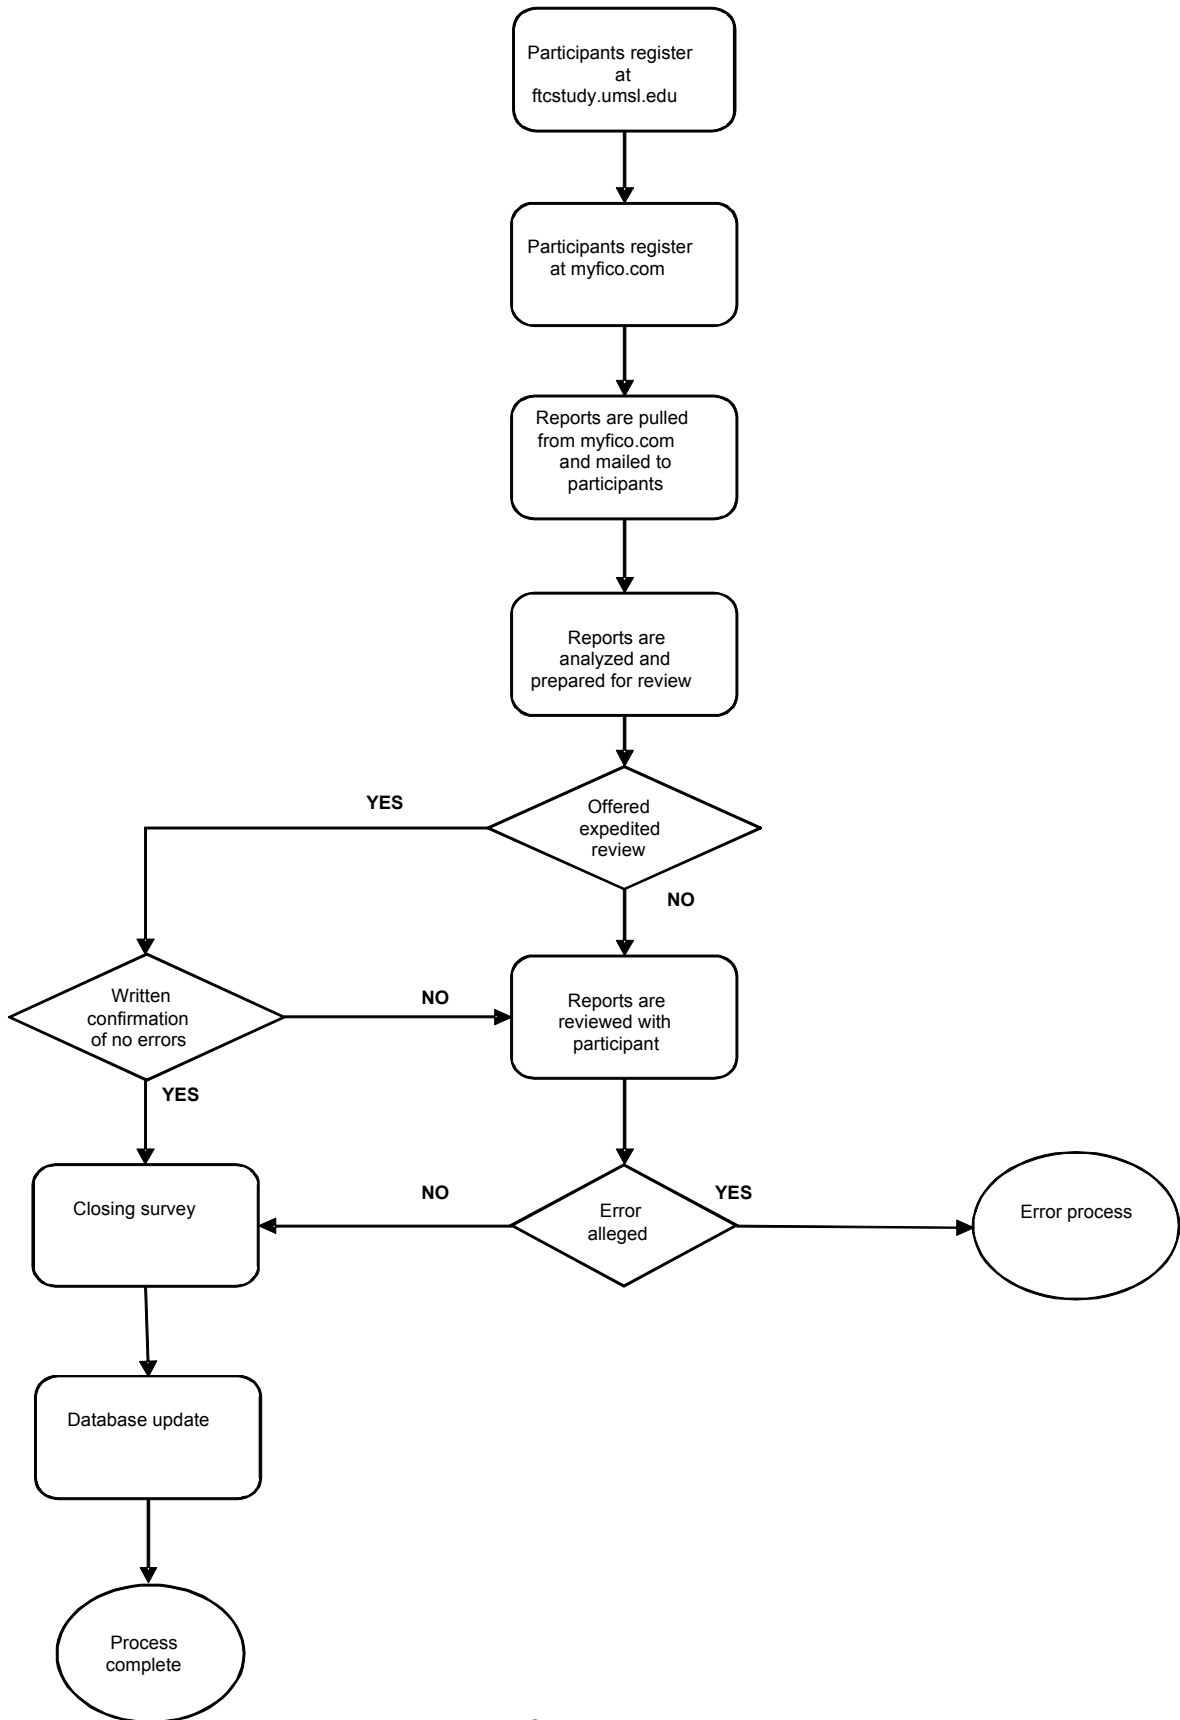 Participants register
at
ftcstudy.umsl.edu
Participants register
at myfico.com
Reports are pulled
from myfico.com
and mailed to
participants
Reports are
analyzed and
prepared for review
YES
Offered
expedited
review
NO
Written
confirmation
of no errors
NO
Reports are
reviewed with
participant
YES
Closing survey
NO
Error
alleged
YES
Error process
Database update
Process
complete